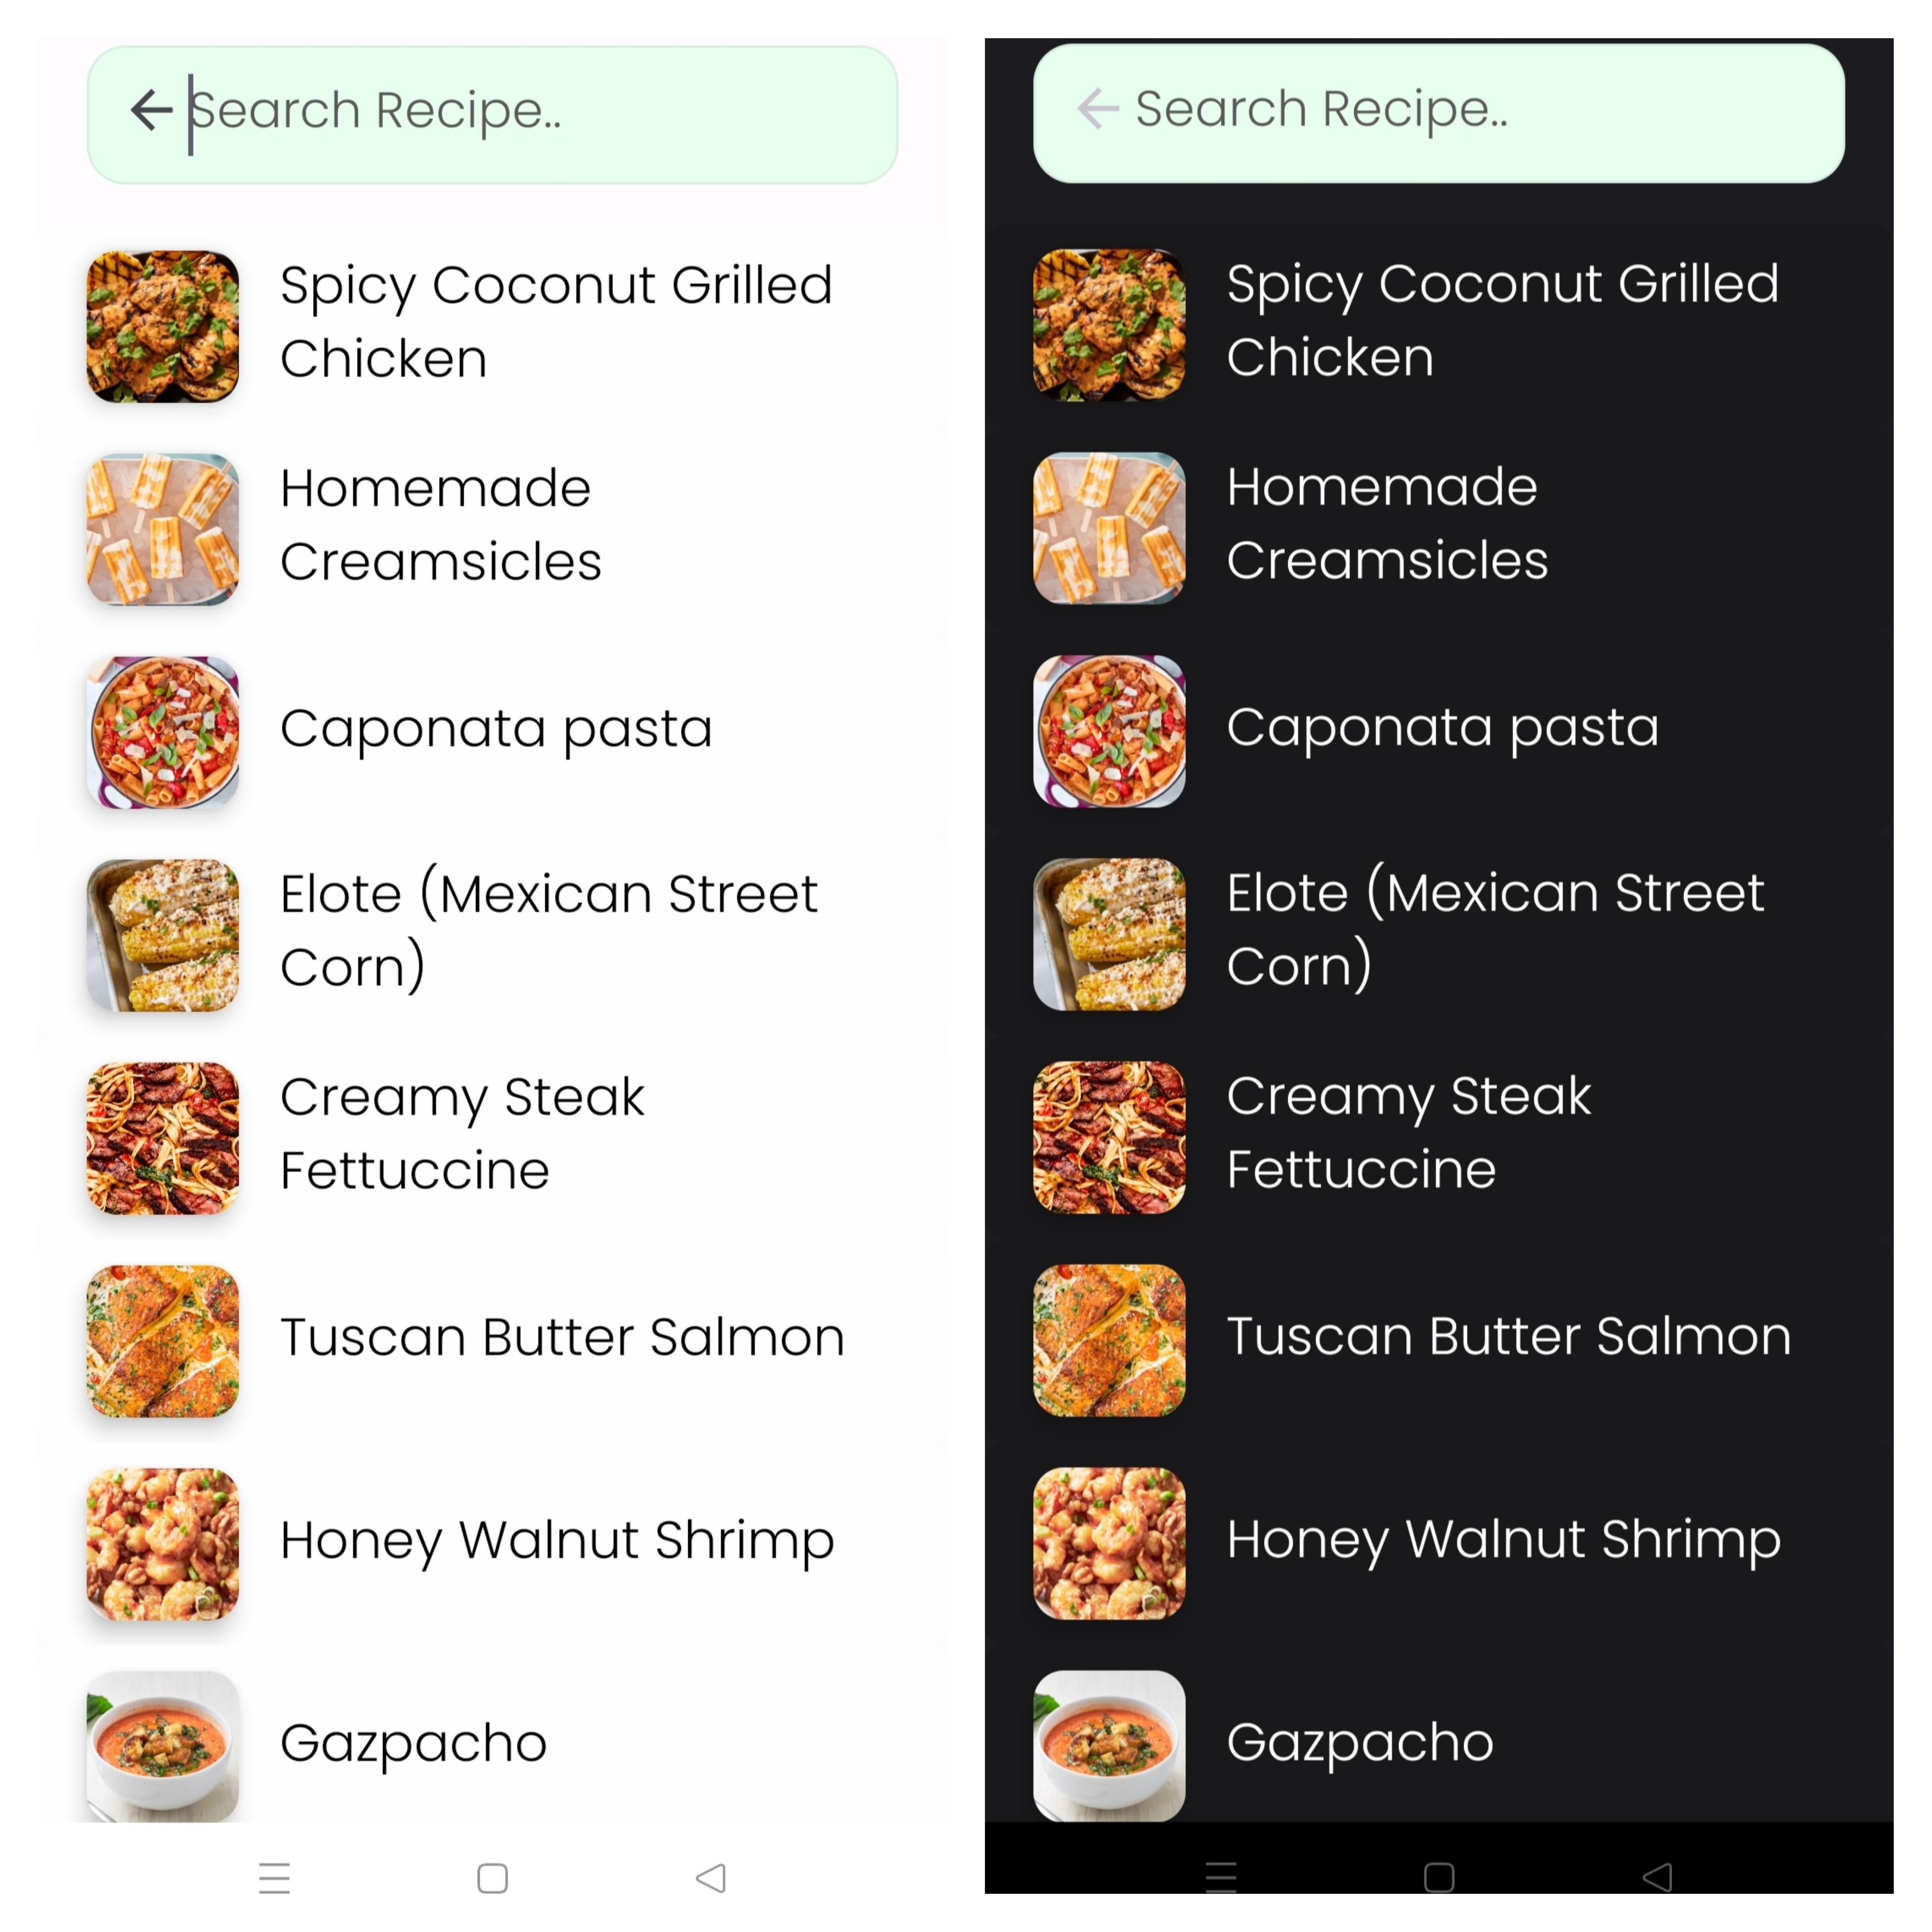 Search Recipe..
Spicy Coconut Grilled
Chicken
Homemade
Creamsicles
Caponata pasta
Elote (Mexican Street
Corn)
Creamy Steak
Fettuccine
Tuscan Butter Salmon
Honey Walnut Shrimp
Gazpacho
Search Recipe..
Spicy Coconut Grilled
Chicken
Homemade
Creamsicles
Caponata pasta
Elote (Mexican Street
Corn)
Creamy Steak
Fettuccine
Tuscan Butter Salmon
Honey Walnut Shrimp
Gazpacho